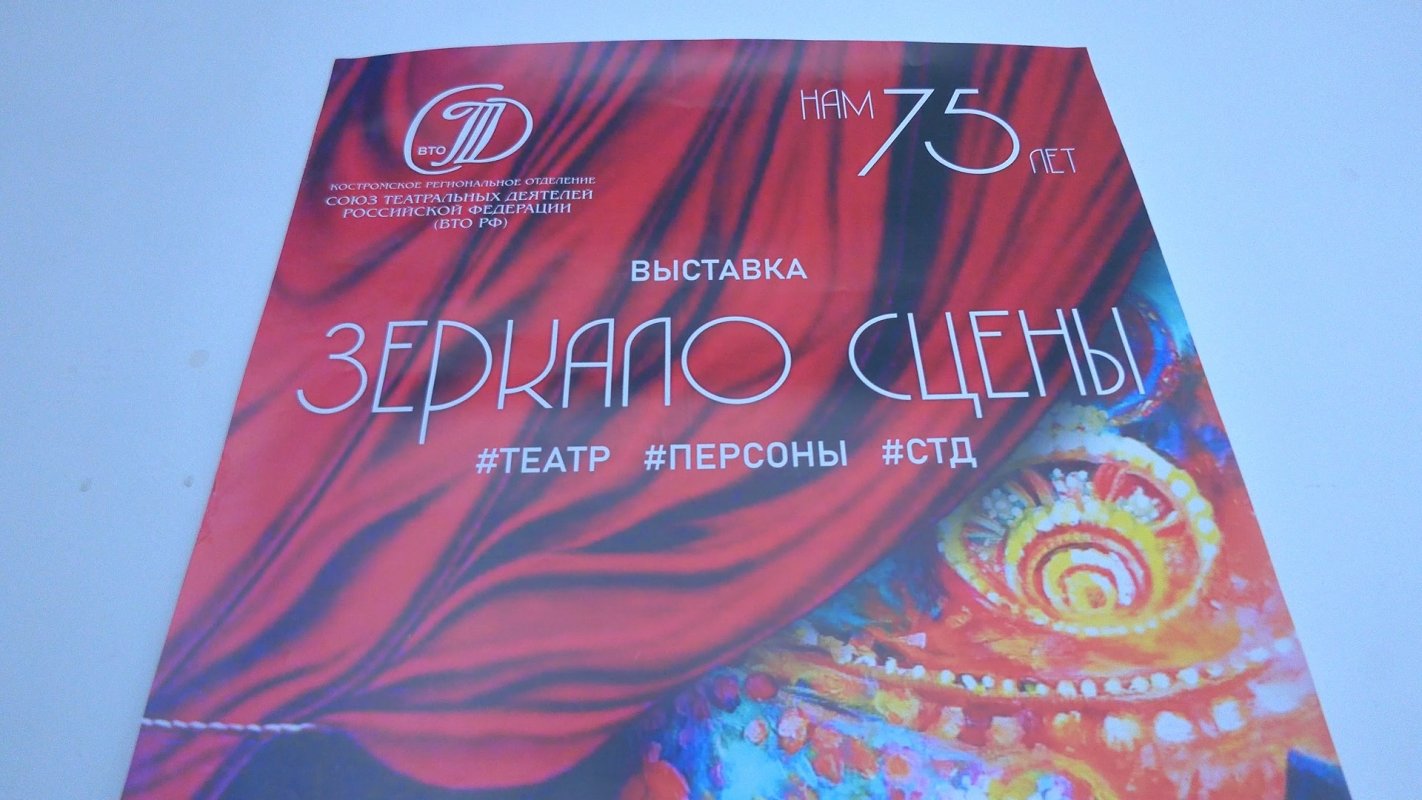 ВТО СТД
КОСТРОМСКОЕ РЕГИОНАЛЬНОЕ ОТДЕЛЕНИЕ
СОЮЗ ТЕАТРАЛЬНЫХ ДЕЯТЕЛЕЙ
РОССИЙСКОЙ ФЕДЕРАЦИИ
(ВТО РФ)
НАМ 75 ЛЕТ
ВЫСТАВКА
ЗЕРКАЛО СЦЕНЫ
#ТЕАТР #ПЕРСОНЫ #СТД